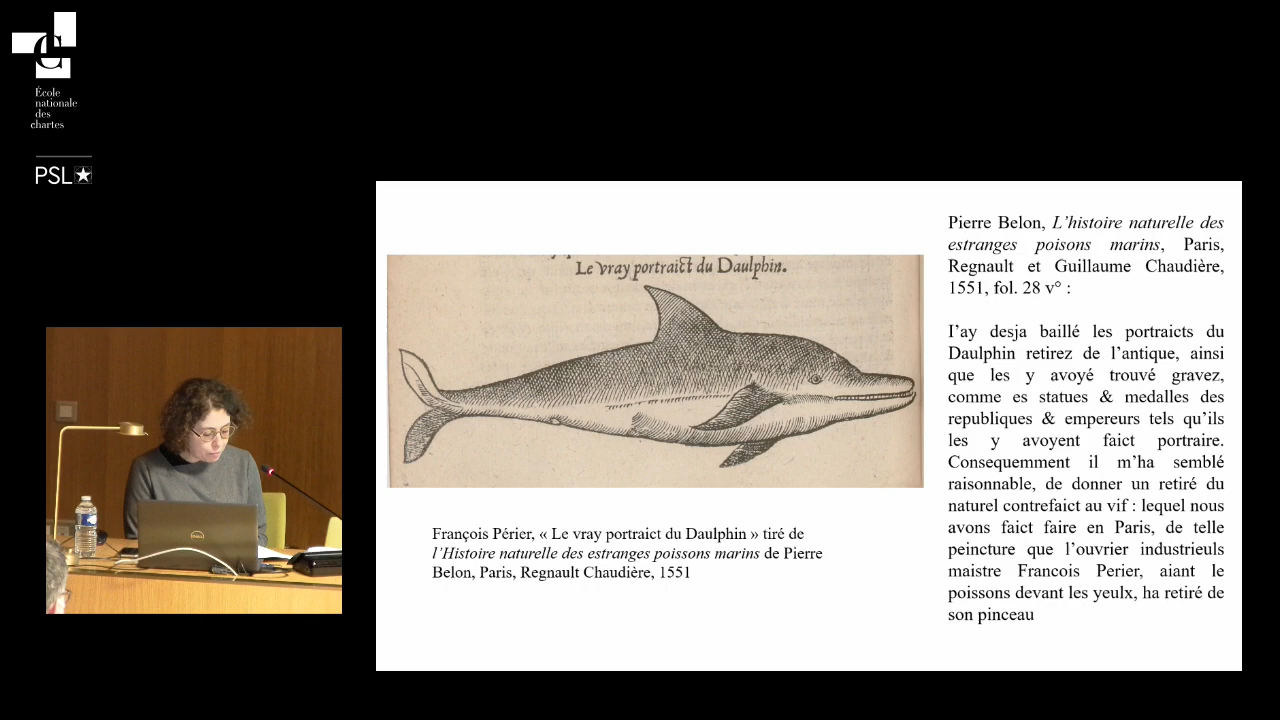 École
nationale
des
chartes
PSL
Le vray portraict du Daulphin.
François Périer, « Le vray portraict du Daulphin » tiré de
l'Histoire naturelle des estranges poissons marins de Pierre
Belon, Paris, Regnault Chaudière, 1551
Pierre Belon, L'histoire naturelle des
estranges poisons marins, Paris,
Regnault et Guillaume Chaudière,
1551, fol. 28 v° :
I'ay desja baillé les portraicts du
Daulphin retirez de l'antique, ainsi
que les y avoyé trouvé gravez,
comme es statues & medalles des
republiques & empereurs tels qu'ils
les y avoyent faict portraire.
Consequemment il m'ha semblé
raisonnable, de donner un retiré du
naturel contrefaict au vif : lequel nous
avons faict faire en Paris, de telle
peincture que l'ouvrier industrieuls
maistre Francois Perier, aiant le
poissons devant les yeulx, ha retiré de
son pinceau